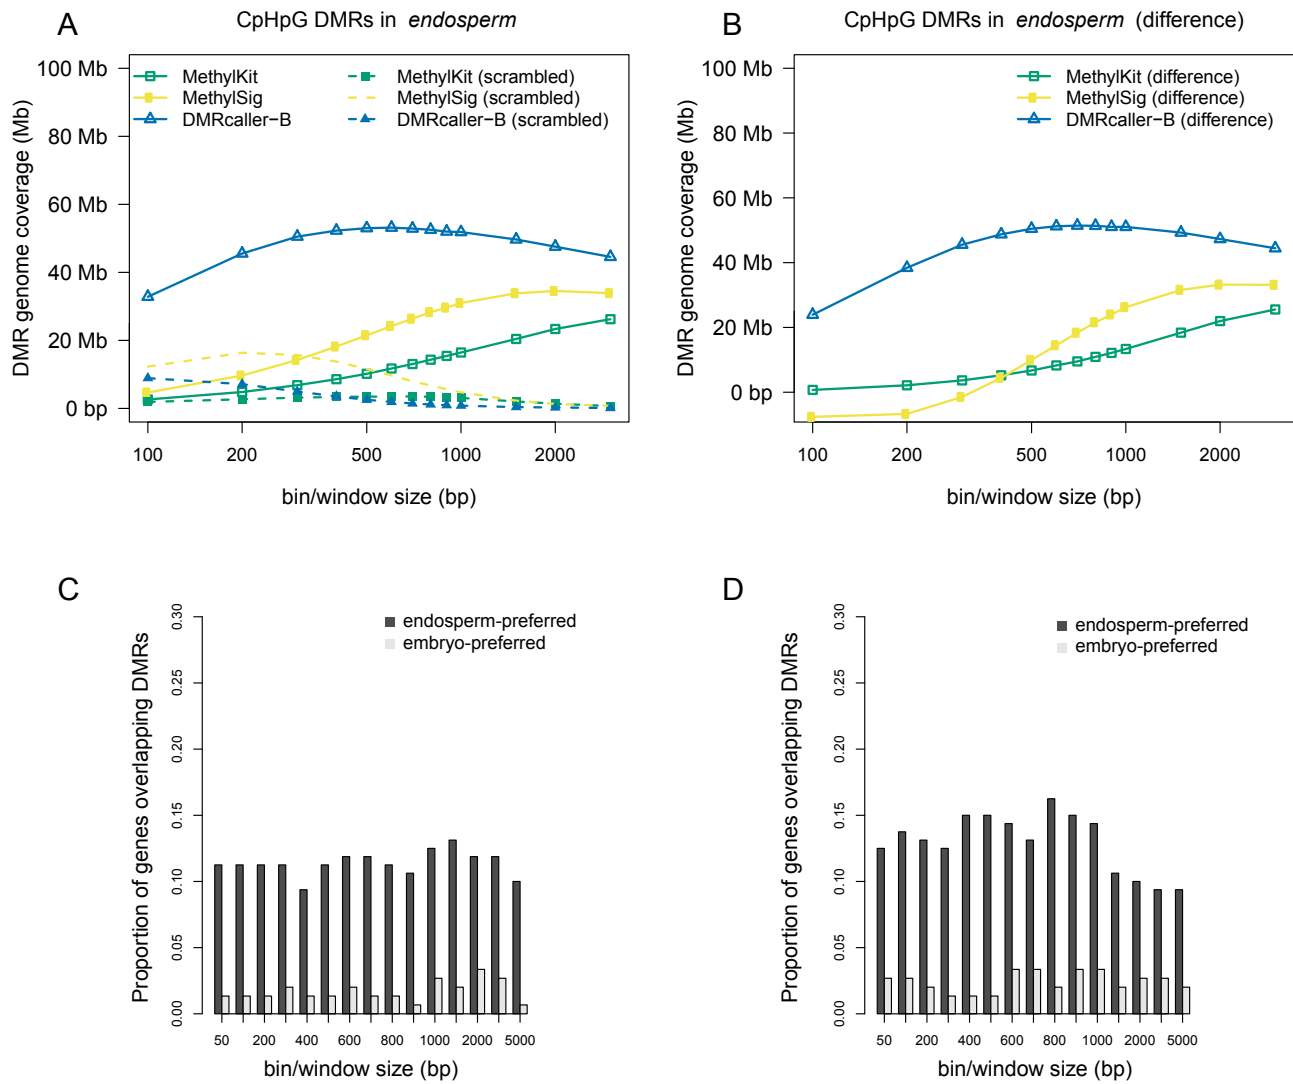 A
CpHpG DMRs in endosperm
DMR genome coverage (Mb)
100 Mb
80 Mb
60 Mb
40 Mb
20 Mb
0 bp
MethylKit
MethylSig
DMRcaller−B
MethylKit (scrambled)
MethylSig (scrambled)
DMRcaller−B (scrambled)
100 200 500 1000 2000
bin/window size (bp)
B
CpHpG DMRs in endosperm (difference)
DMR genome coverage (Mb)
100 Mb
80 Mb
60 Mb
40 Mb
20 Mb
0 bp
MethylKit (difference)
MethylSig (difference)
DMRcaller−B (difference)
100 200 500 1000 2000
bin/window size (bp)
C
Proportion of genes overlapping DMRs
0.30
0.25
0.20
0.15
0.10
0.05
0.00
endosperm-preferred
embryo-preferred
50 200 400 600 800 1000 2000 5000
bin/window size (bp)
D
Proportion of genes overlapping DMRs
0.30
0.25
0.20
0.15
0.10
0.05
0.00
endosperm-preferred
embryo-preferred
50 200 400 600 800 1000 2000 5000
bin/window size (bp)